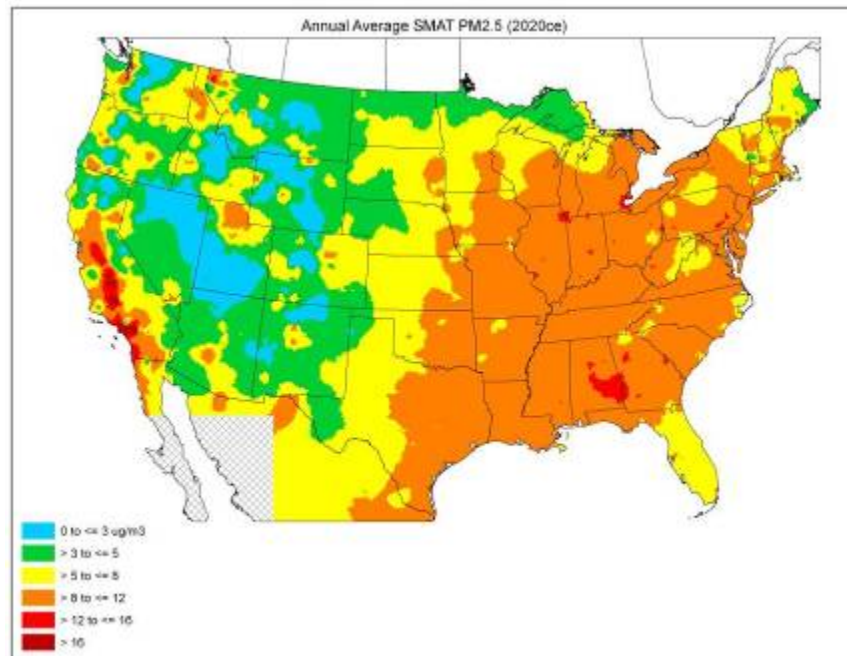 Annual Average SMAT PM2.5 (2020ce)
0 to <= 3 ug/m3
> 3 to <= 5
> 5 to <= 8
> 8 to <= 12
> 12 to <= 16
> 16